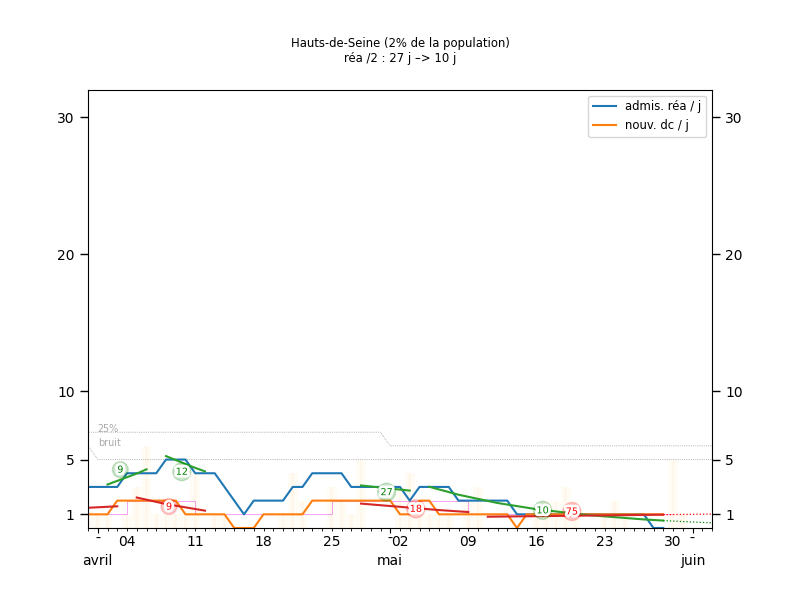 Hauts-de-Seine (2% de la population)
réa /2 : 27 j –> 10 j
admis. réa / j
nouv. dc / j
30 30
20 20
10 10
25%
bruit
5 5
9 12 9 27 18 10 75
1 1
- 04 11 18 25 - 02 09 16 23 30 -
avril mai juin